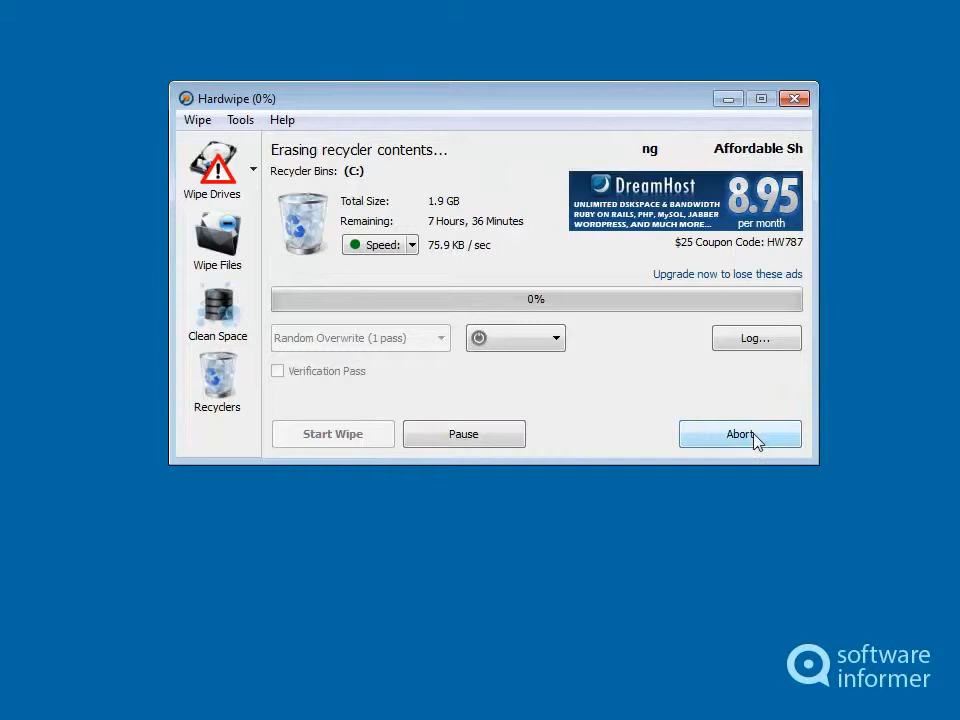 Hardwipe (0%)
Wipe Tools Help
Erasing recycler contents...
ng Affordable Sh
Recycler Bins: (C:)
Wipe Drives
Total Size: 1.9 GB
Remaining: 7 Hours, 36 Minutes
Speed: 75.9 KB / sec
DreamHost
UNLIMITED DSKSPACE & BANDWIDTH
RUBY ON RAILS, PHP, MySQL, JABBER
WORDPRESS, AND MUCH MORE...
8.95
per month
$25 Coupon Code: HW787
Wipe Files
Upgrade now to lose these ads
0%
Clean Space
Random Overwrite (1 pass)
Log...
Verification Pass
Recyclers
Start Wipe
Pause
Abort
software
informer